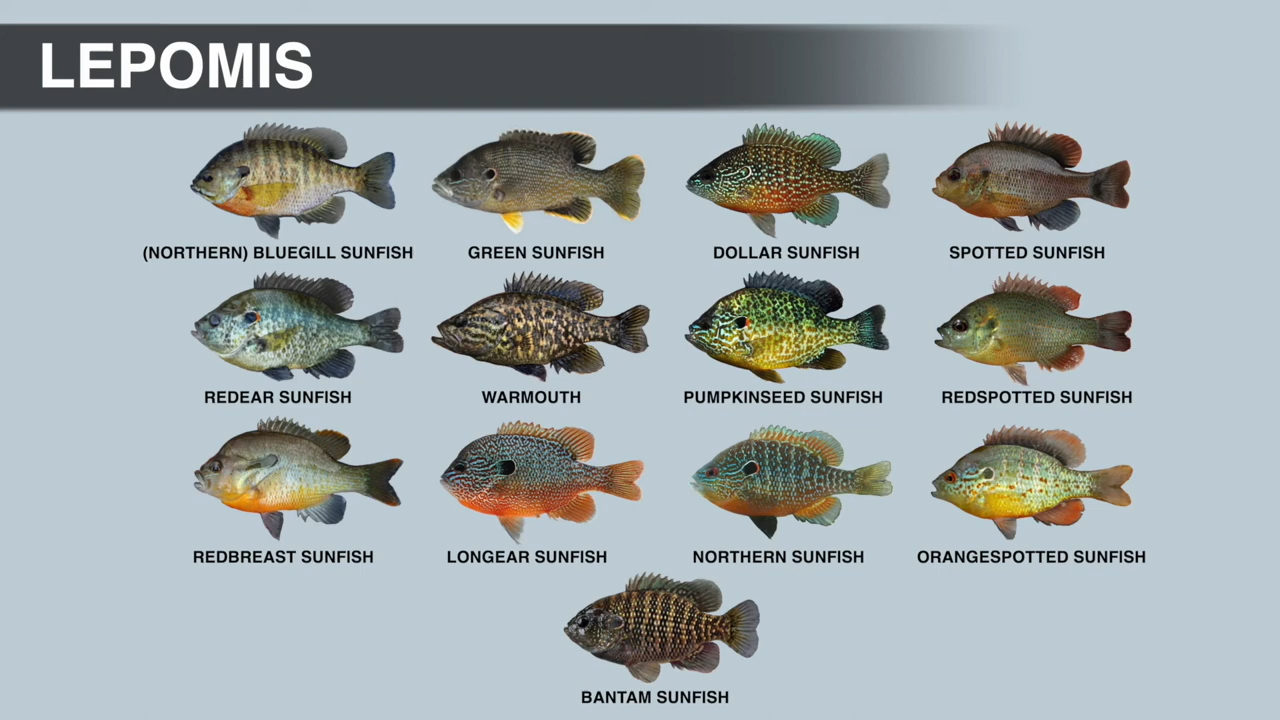 LEPOMIS
(NORTHERN) BLUEGILL SUNFISH
GREEN SUNFISH
DOLLAR SUNFISH
SPOTTED SUNFISH
REDEAR SUNFISH
WARMOUTH
PUMPKINSEED SUNFISH
REDSPOTTED SUNFISH
REDBREAST SUNFISH
LONGEAR SUNFISH
NORTHERN SUNFISH
ORANGESPOTTED SUNFISH
BANTAM SUNFISH